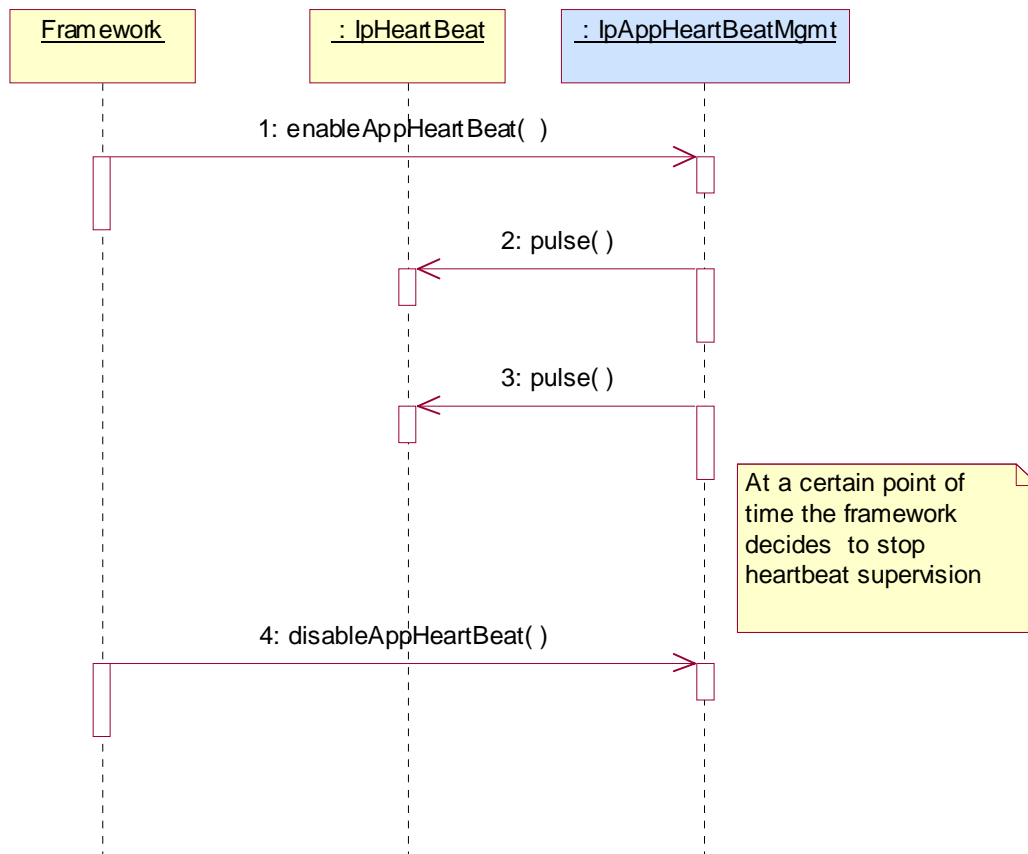 Framework
: IpHeartBeat
: IpAppHeartBeatMgmt
1: enableAppHeartBeat( )
2: pulse( )
3: pulse( )
At a certain point of
time the framework
decides to stop
heartbeat supervision
4: disableAppHeartBeat( )